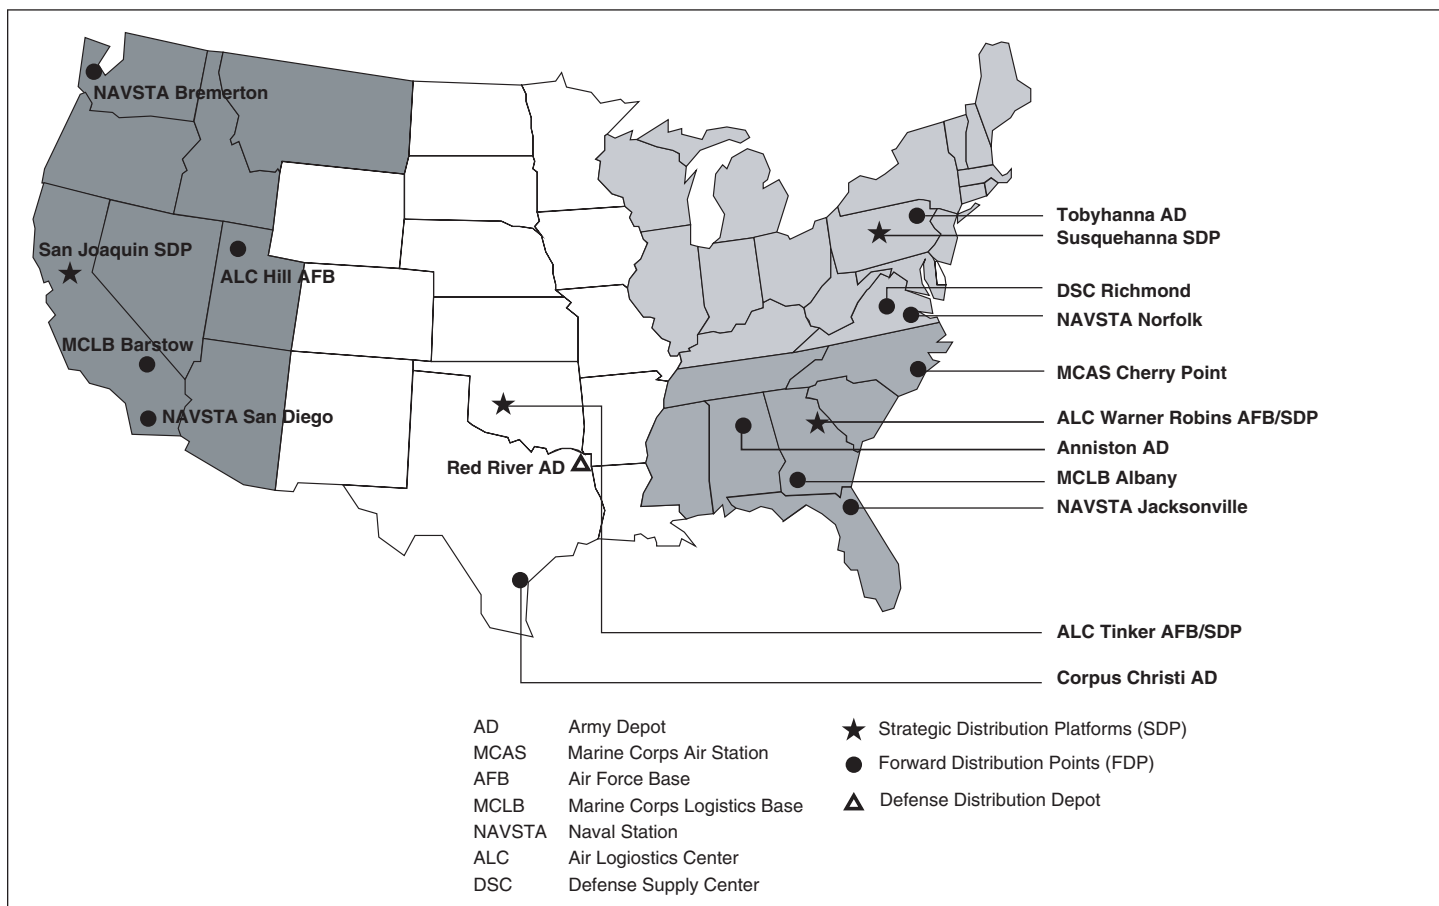 NAVSTA Bremerton
San Joaquin SDP
ALC Hill AFB
MCLB Barstow
NAVSTA San Diego
Red River AD
Tobyhanna AD
Susquehanna SDP
DSC Richmond
NAVSTA Norfolk
MCAS Cherry Point
ALC Warner Robins AFB/SDP
Anniston AD
MCLB Albany
NAVSTA Jacksonville
ALC Tinker AFB/SDP
Corpus Christi AD
AD Army Depot
MCAS Marine Corps Air Station
AFB Air Force Base
MCLB Marine Corps Logistics Base
NAVSTA Naval Station
ALC Air Logiostics Center
DSC Defense Supply Center
Strategic Distribution Platforms (SDP)
Forward Distribution Points (FDP)
Defense Distribution Depot